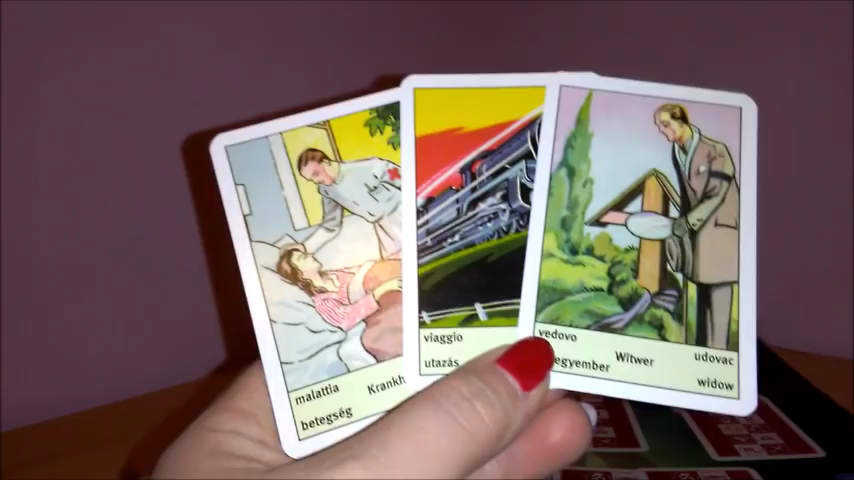 malattia Krankh
betegség
viaggio
utazás
vedovo
egyember Witwer udovac
widow